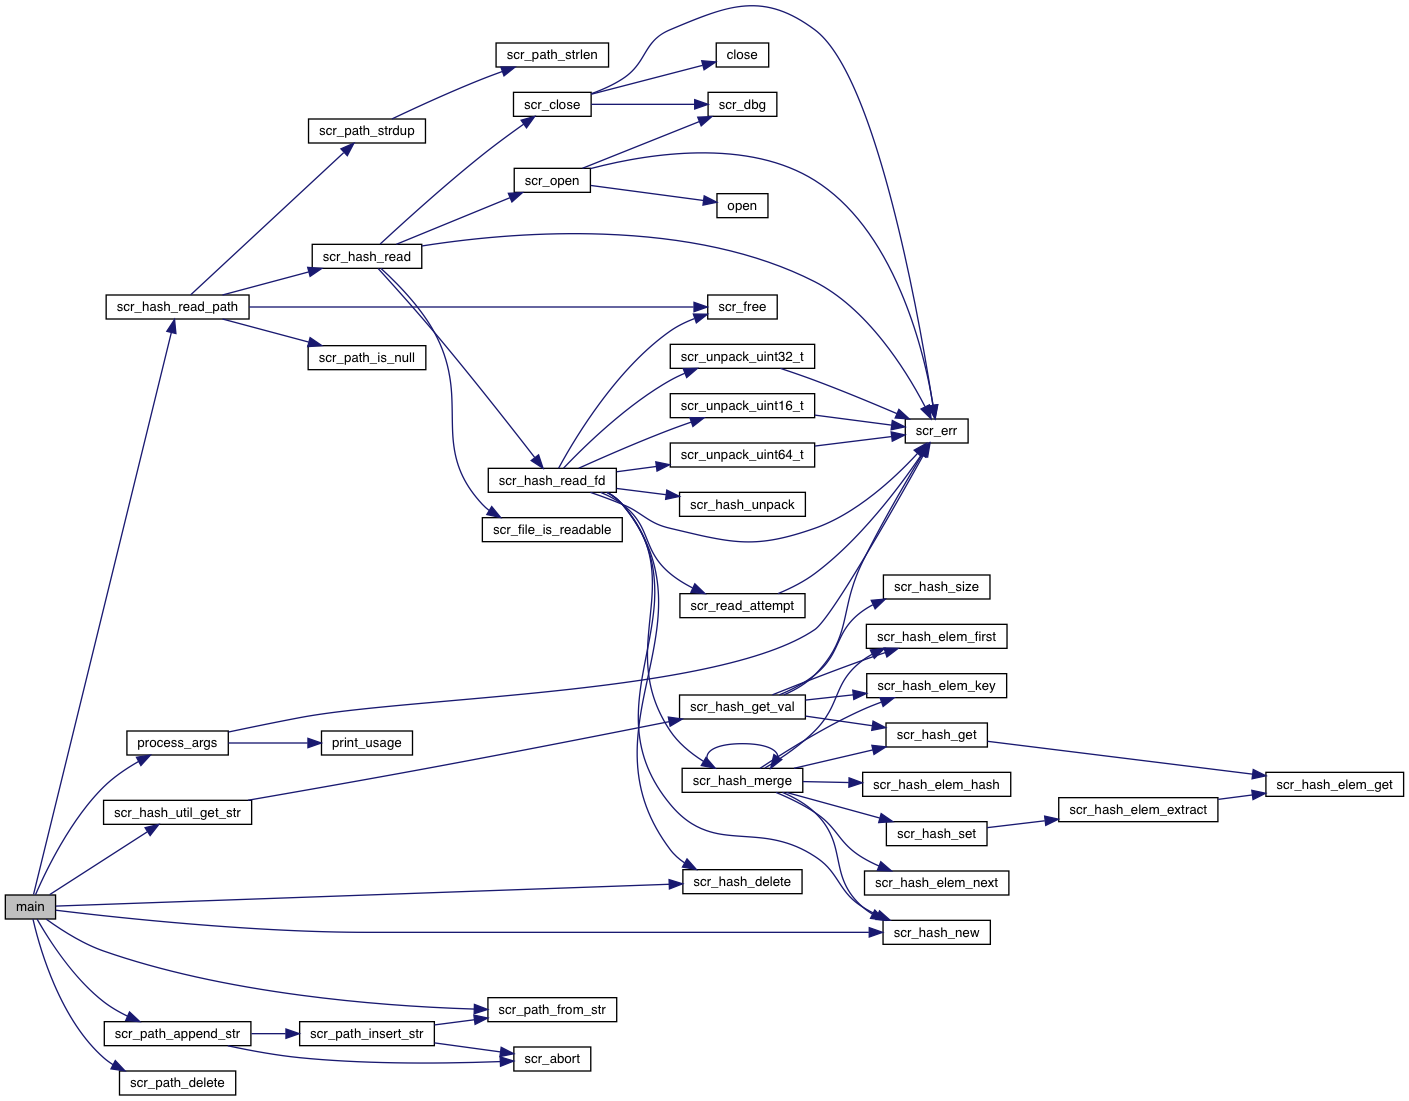 scr_path_strlen
close
scr_close
scr_dbg
scr_path_strdup
scr_open
open
scr_hash_read
scr_hash_read_path
scr_free
scr_path_is_null
scr_unpack_uint32_t
scr_unpack_uint16_t
scr_err
scr_unpack_uint64_t
scr_hash_read_fd
scr_hash_unpack
scr_file_is_readable
scr_hash_size
scr_read_attempt
scr_hash_elem_first
scr_hash_elem_key
scr_hash_get_val
scr_hash_get
process_args
print_usage
scr_hash_merge
scr_hash_elem_hash
scr_hash_elem_get
scr_hash_util_get_str
scr_hash_elem_extract
scr_hash_set
scr_hash_delete
scr_hash_elem_next
main
scr_hash_new
scr_path_from_str
scr_path_append_str
scr_path_insert_str
scr_abort
scr_path_delete